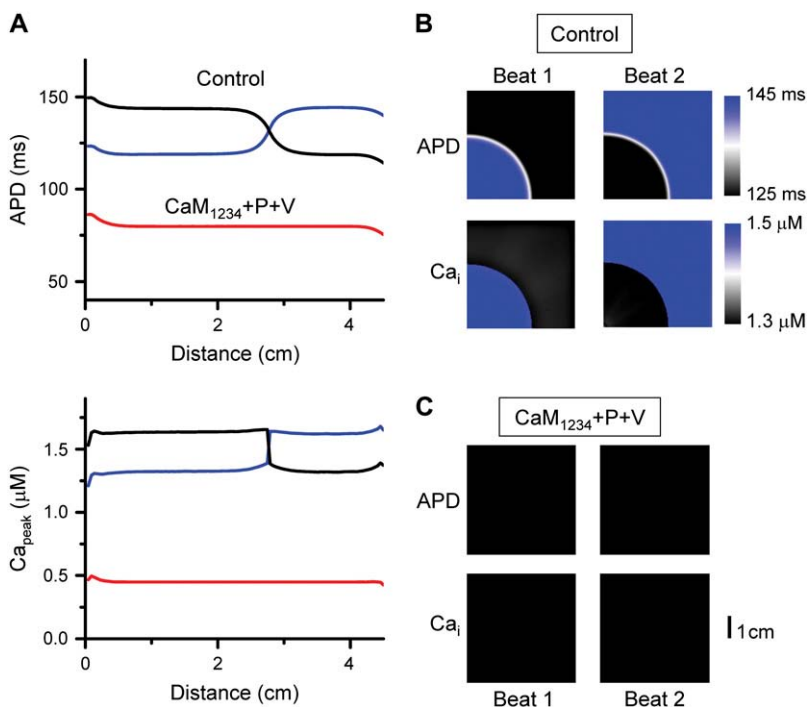 A
Control
CaM1234+P+V
APD (ms)
150
100
50
0
2
4
Distance (cm)
Capeak (μM)
1.5
1.0
0.5
0.0
0
2
4
Distance (cm)
B
Control
Beat 1
Beat 2
APD
145 ms
125 ms
Cai
1.5 μM
1.3 μM
C
CaM1234+P+V
APD
Cai
1cm
Beat 1
Beat 2